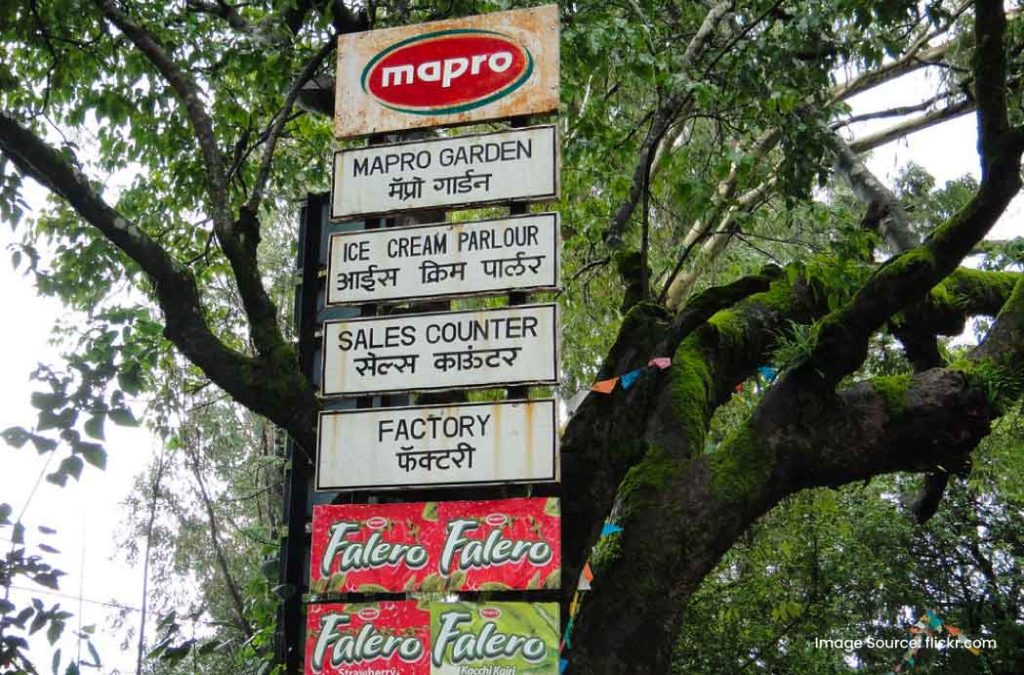 mapro
MAPRO GARDEN
मॅप्रो गार्डन
ICE CREAM PARLOUR
आईस क्रिम पार्लर
SALES COUNTER
सेल्स काऊंटर
FACTORY
फॅक्टरी
Falero Falero
Falero Falero
Strawberry Kacchi Kairi
Image Source: flickr.com